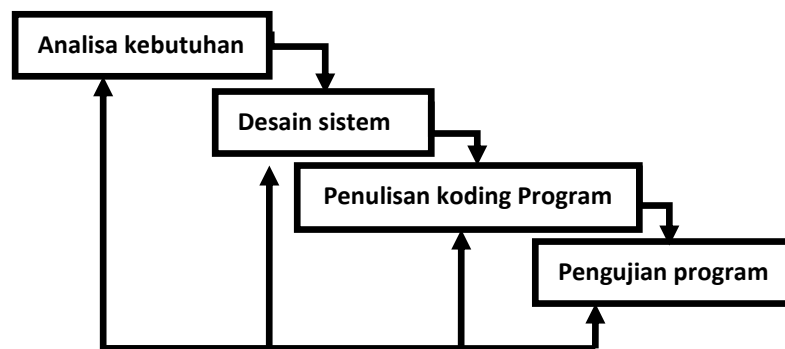 Analisa kebutuhan
Desain sistem
Penulisan koding Program
Pengujian program